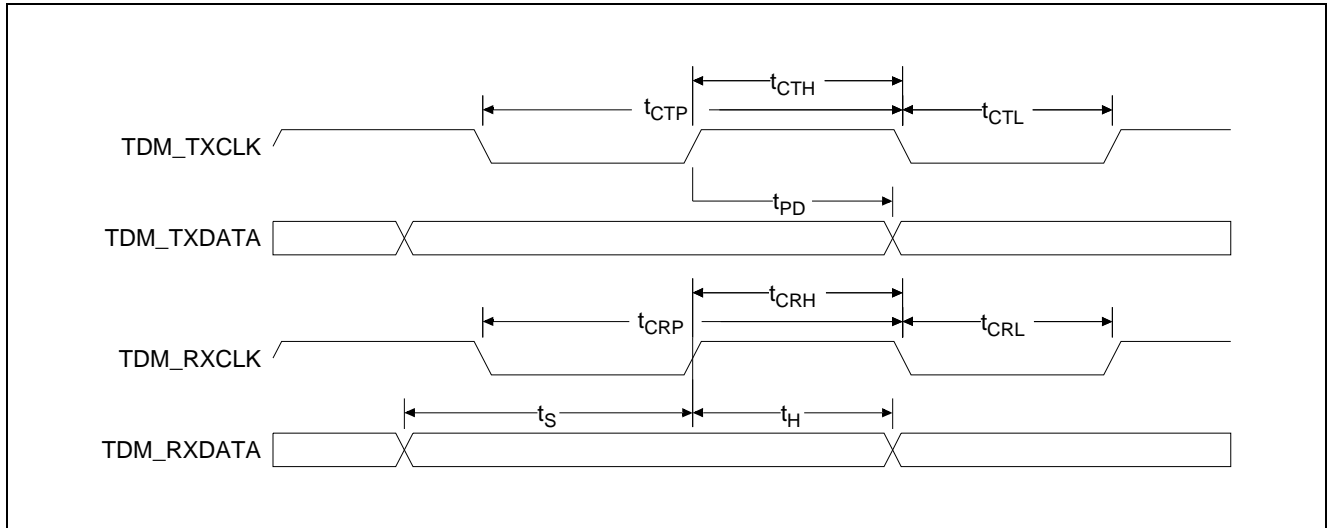 tCTH
tCTP
tCTL
TDM_TXCLK
tPD
TDM_TXDATA
tCRH
tCRP
tCRL
TDM_RXCLK
tS
tH
TDM_RXDATA